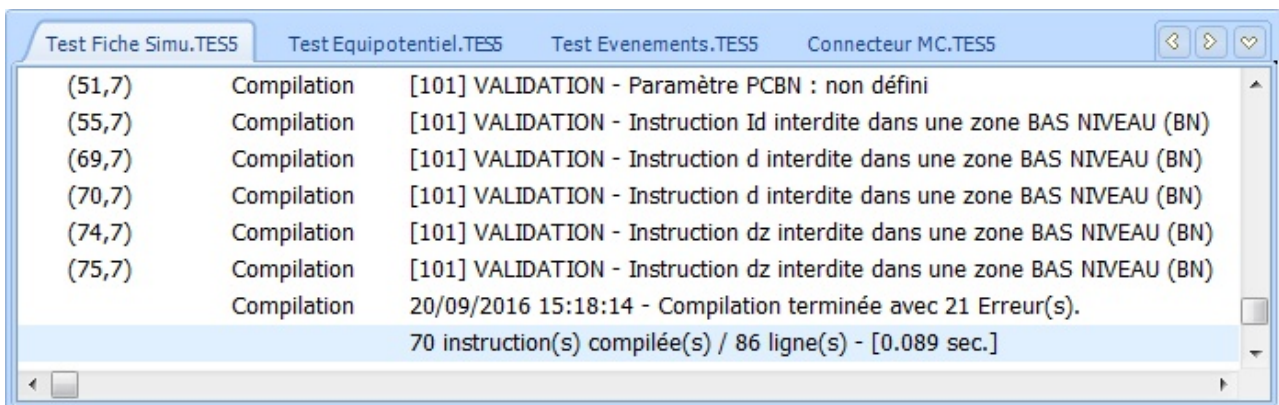 Test Fiche Simu.TES5 Test Equipotentiel.TES5 Test Evenements.TES5 Connecteur MC.TES5
(51,7) Compilation [101] VALIDATION - Paramètre PCBN : non défini
(55,7) Compilation [101] VALIDATION - Instruction Id interdite dans une zone BAS NIVEAU (BN)
(69,7) Compilation [101] VALIDATION - Instruction d interdite dans une zone BAS NIVEAU (BN)
(70,7) Compilation [101] VALIDATION - Instruction d interdite dans une zone BAS NIVEAU (BN)
(74,7) Compilation [101] VALIDATION - Instruction dz interdite dans une zone BAS NIVEAU (BN)
(75,7) Compilation [101] VALIDATION - Instruction dz interdite dans une zone BAS NIVEAU (BN)
Compilation 20/09/2016 15:18:14 - Compilation terminée avec 21 Erreur(s).
70 instruction(s) compilée(s) / 86 ligne(s) - [0.089 sec.]